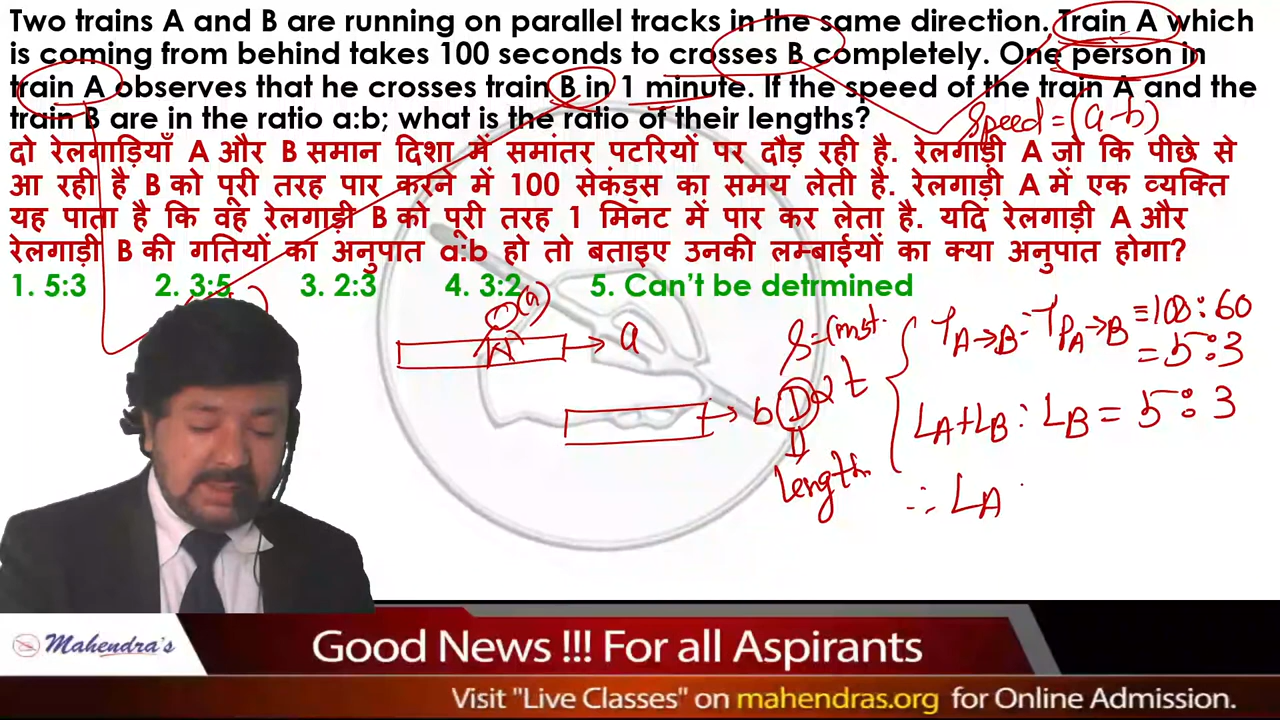 Two trains A and B are running on parallel tracks in the same direction. Train A which
is coming from behind takes 100 seconds to crosses B completely. One person in
train A observes that he crosses train B in 1 minute. If the speed of the train A and the
train B are in the ratio a:b; what is the ratio of their lengths?
Speed = (a-b)
दो रेलगाड़ियाँ A और B समान दिशा में समांतर पटरियों पर दौड़ रही है. रेलगाड़ी A जो कि पीछे से
आ रही है B को पूरी तरह पार करने में 100 सेकंड्स का समय लेती है. रेलगाड़ी A में एक व्यक्ति
यह पाता है कि वह रेलगाड़ी B को पूरी तरह 1 मिनट में पार कर लेता है. यदि रेलगाड़ी A और
रेलगाड़ी B की गतियों का अनुपात a:b हो तो बताइए उनकी लम्बाईयों का क्या अनुपात होगा?
1. 5:3 2. 3:5 3. 2:3 4. 3:2 5. Can't be detrmined
(a)
a
S = Const.
T A→B : T PA→B = 100 : 60
= 5 : 3
b
D α t
LA+LB : LB = 5 : 3
length
∴ LA :
Mahendra's
Good News !!! For all Aspirants
Visit "Live Classes" on mahendras.org for Online Admission.